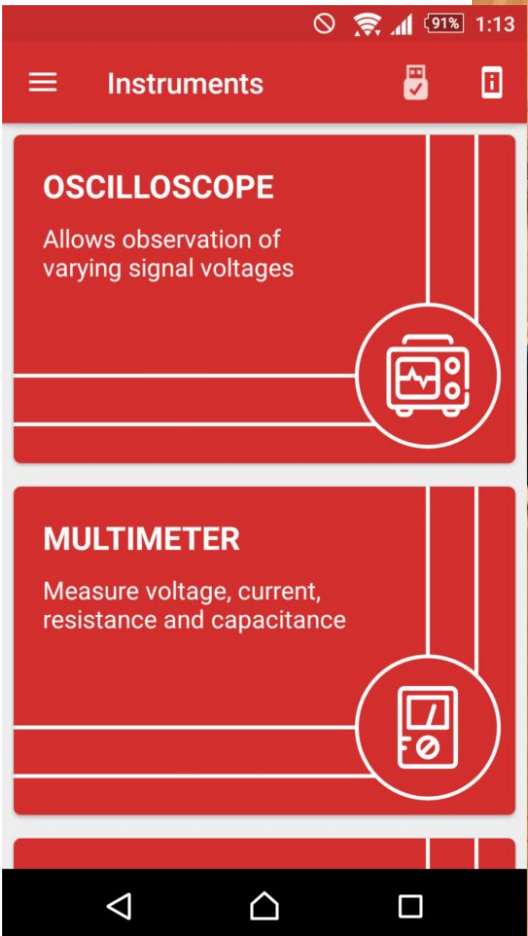 91% 1:13
Instruments
OSCILLOSCOPE
Allows observation of
varying signal voltages
MULTIMETER
Measure voltage, current,
resistance and capacitance